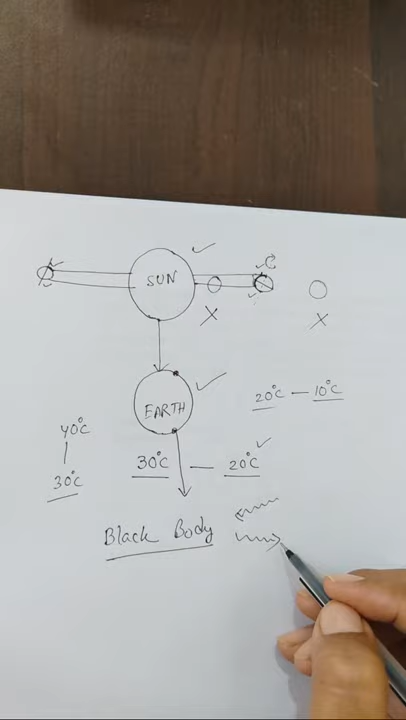 SUN
C
X
X
EARTH
20°C — 10°C
40°C
30°C — 20°C
30°C
Black Body